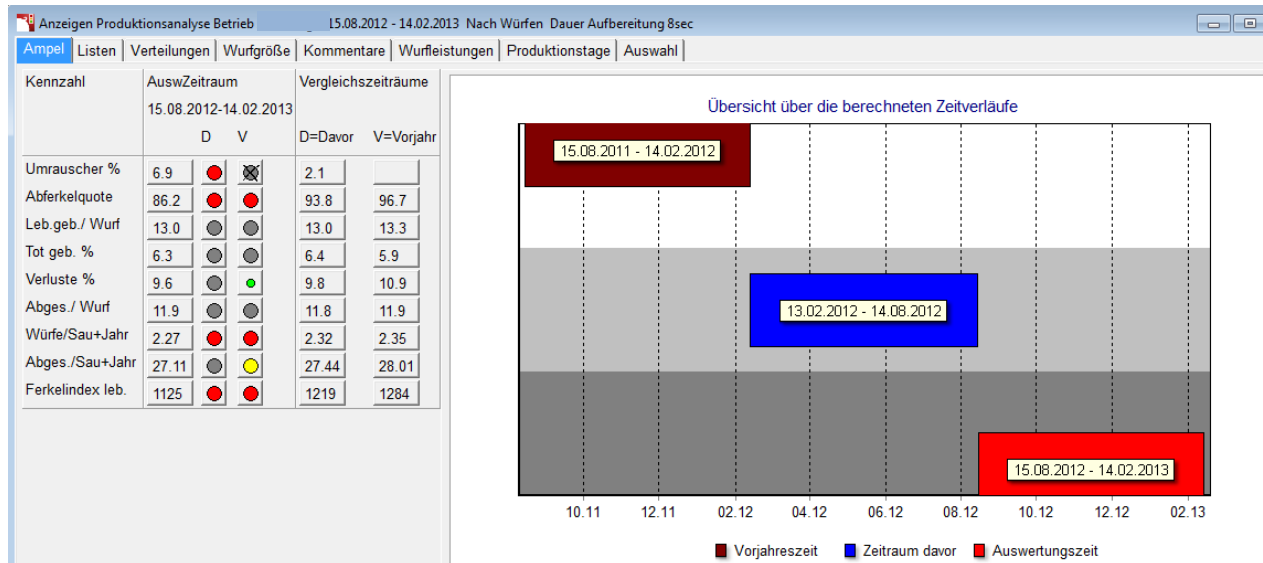 Anzeigen Produktionsanalyse Betrieb 15.08.2012 - 14.02.2013 Nach Würfen Dauer Aufbereitung 8sec
Ampel Listen Verteilungen Wurfgröße Kommentare Wurfleistungen Produktionstage Auswahl
Kennzahl AuswZeitraum Vergleichszeiträume
15.08.2012-14.02.2013
D V D=Davor V=Vorjahr
Umrauscher % 6.9 2.1
Abferkelquote 86.2 93.8 96.7
Leb.geb./ Wurf 13.0 13.0 13.3
Tot geb. % 6.3 6.4 5.9
Verluste % 9.6 9.8 10.9
Abges./ Wurf 11.9 11.8 11.9
Würfe/Sau+Jahr 2.27 2.32 2.35
Abges./Sau+Jahr 27.11 27.44 28.01
Ferkelindex leb. 1125 1219 1284
Übersicht über die berechneten Zeitverläufe
15.08.2011 - 14.02.2012
13.02.2012 - 14.08.2012
15.08.2012 - 14.02.2013
10.11 12.11 02.12 04.12 06.12 08.12 10.12 12.12 02.13
Vorjahreszeit Zeitraum davor Auswertungszeit